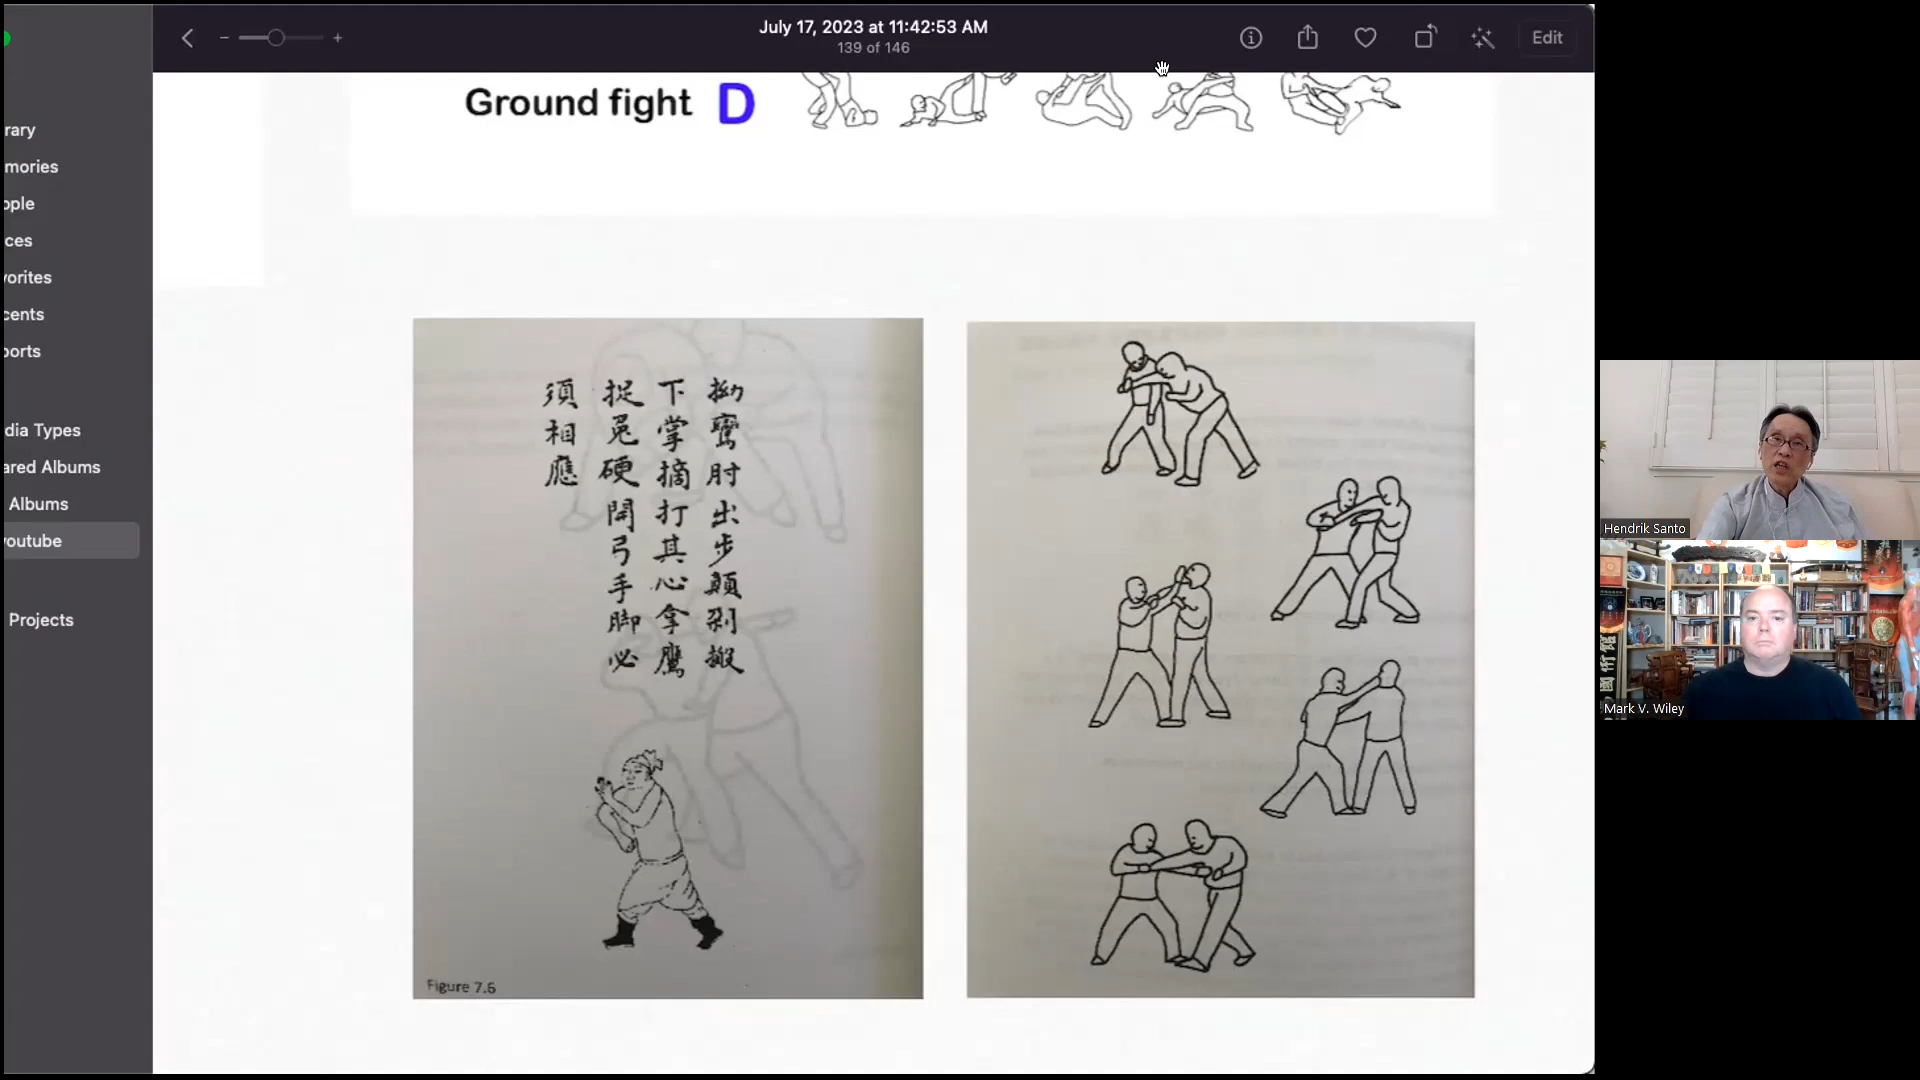 July 17, 2023 at 11:42:53 AM
139 of 146
Edit
rary
mories
ople
ces
vorites
cents
ports
dia Types
ared Albums
Albums
outube
Projects
Ground fight D
拗鸞肘出步顛剁搬
下掌摘打其心拿鷹
捉兔硬開弓手脚必
須相應
Figure 7.6
Hendrik Santo
Mark V. Wiley